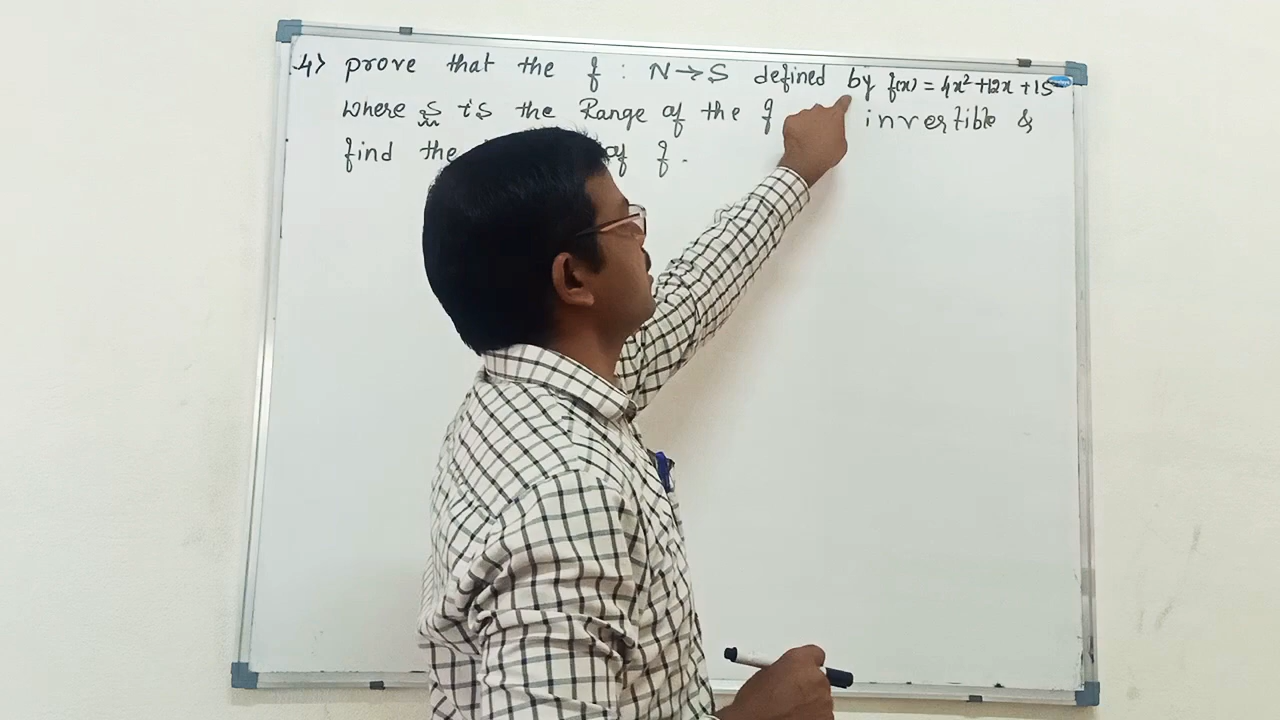 4) prove that the f : N → S defined by f(x) = 4x² + 12x + 15
Where S is the Range of the f invertible &
find the of f.